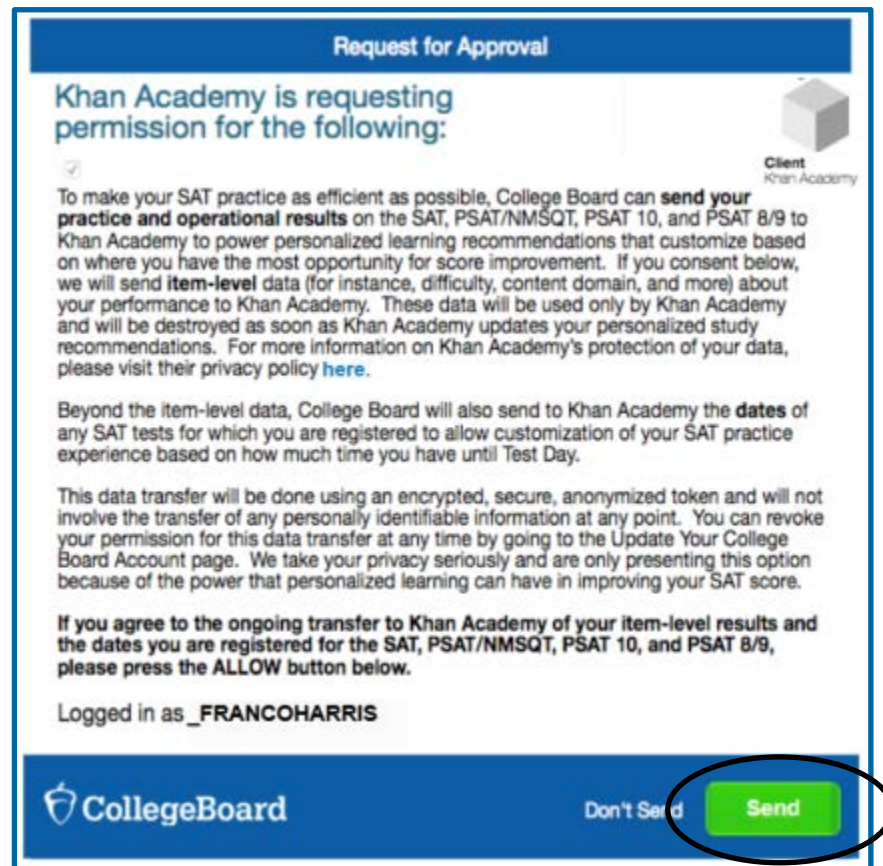 Request for Approval
Khan Academy is requesting
permission for the following:
Client
Khan Academy
To make your SAT practice as efficient as possible, College Board can send your
practice and operational results on the SAT, PSAT/NMSQT, PSAT 10, and PSAT 8/9 to
Khan Academy to power personalized learning recommendations that customize based
on where you have the most opportunity for score improvement. If you consent below,
we will send item-level data (for instance, difficulty, content domain, and more) about
your performance to Khan Academy. These data will be used only by Khan Academy
and will be destroyed as soon as Khan Academy updates your personalized study
recommendations. For more information on Khan Academy's protection of your data,
please visit their privacy policy here.
Beyond the item-level data, College Board will also send to Khan Academy the dates of
any SAT tests for which you are registered to allow customization of your SAT practice
experience based on how much time you have until Test Day.
This data transfer will be done using an encrypted, secure, anonymized token and will not
involve the transfer of any personally identifiable information at any point. You can revoke
your permission for this data transfer at any time by going to the Update Your College
Board Account page. We take your privacy seriously and are only presenting this option
because of the power that personalized learning can have in improving your SAT score.
If you agree to the ongoing transfer to Khan Academy of your item-level results and
the dates you are registered for the SAT, PSAT/NMSQT, PSAT 10, and PSAT 8/9,
please press the ALLOW button below.
Logged in as _FRANCOHARRIS
CollegeBoard
Don't Send
Send